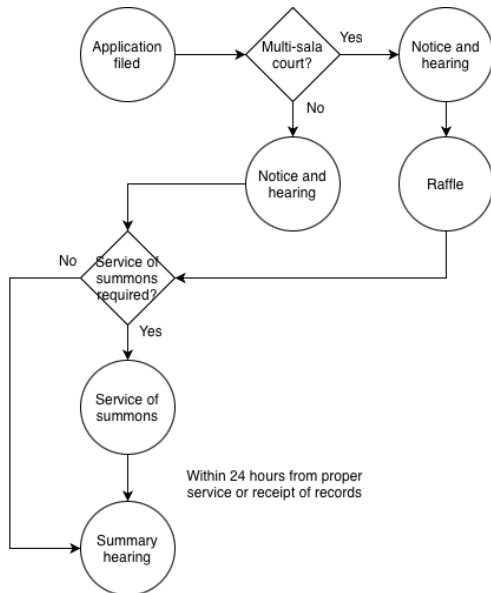 Application
filed
Multi-sala
court?
Yes
Notice and
hearing
No
Notice and
hearing
Raffle
No
Service of
summons
required?
Yes
Service of
summons
Within 24 hours from proper
service or receipt of records
Summary
hearing